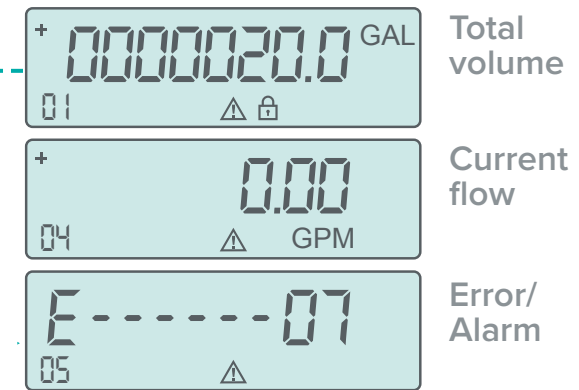 + 0000020.0 GAL
01
Total
volume
+ 0.00
04 GPM
Current
flow
E------07
05
Error/
Alarm